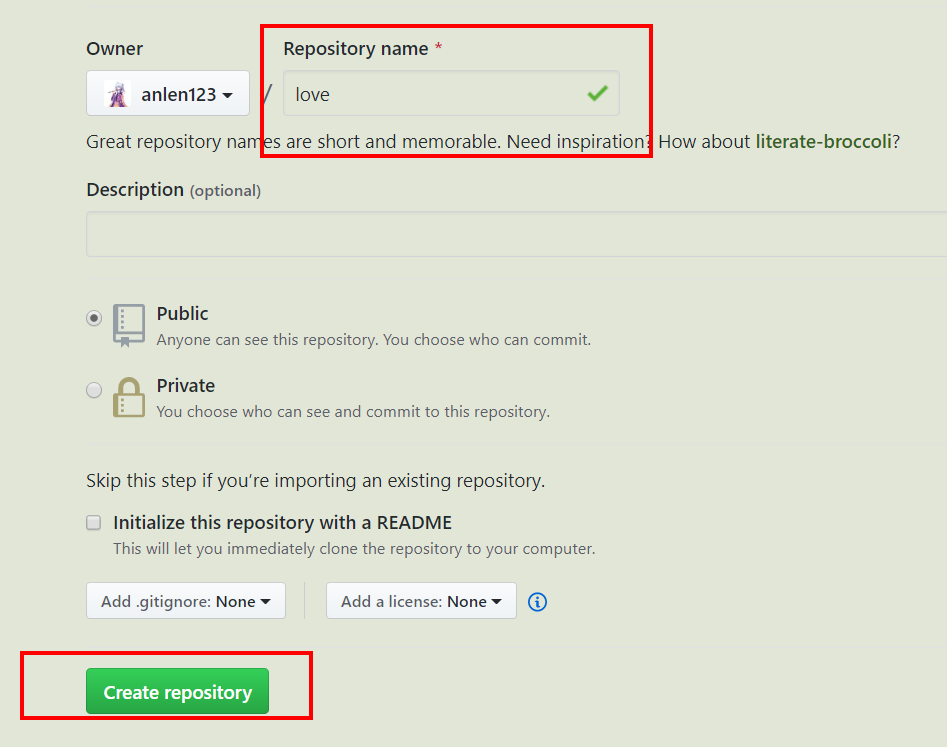 Owner
Repository name *
anlen123 / love
Great repository names are short and memorable. Need inspiration? How about literate-broccoli?
Description (optional)
Public
Anyone can see this repository. You choose who can commit.
Private
You choose who can see and commit to this repository.
Skip this step if you’re importing an existing repository.
Initialize this repository with a README
This will let you immediately clone the repository to your computer.
Add .gitignore: None Add a license: None
Create repository